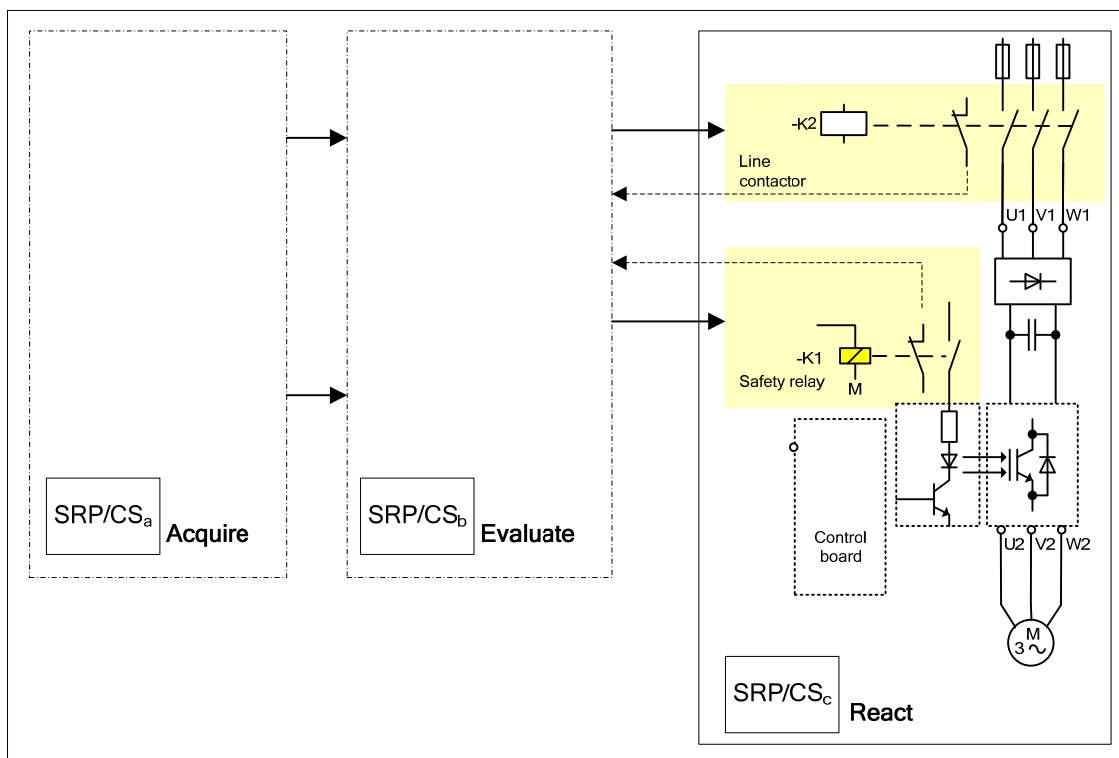 -K2
Line
contactor
U1 V1 W1
-K1
Safety relay
M
Control
board
U2 V2 W2
M
3 ~
SRP/CSa Acquire
SRP/CSb Evaluate
SRP/CSc React